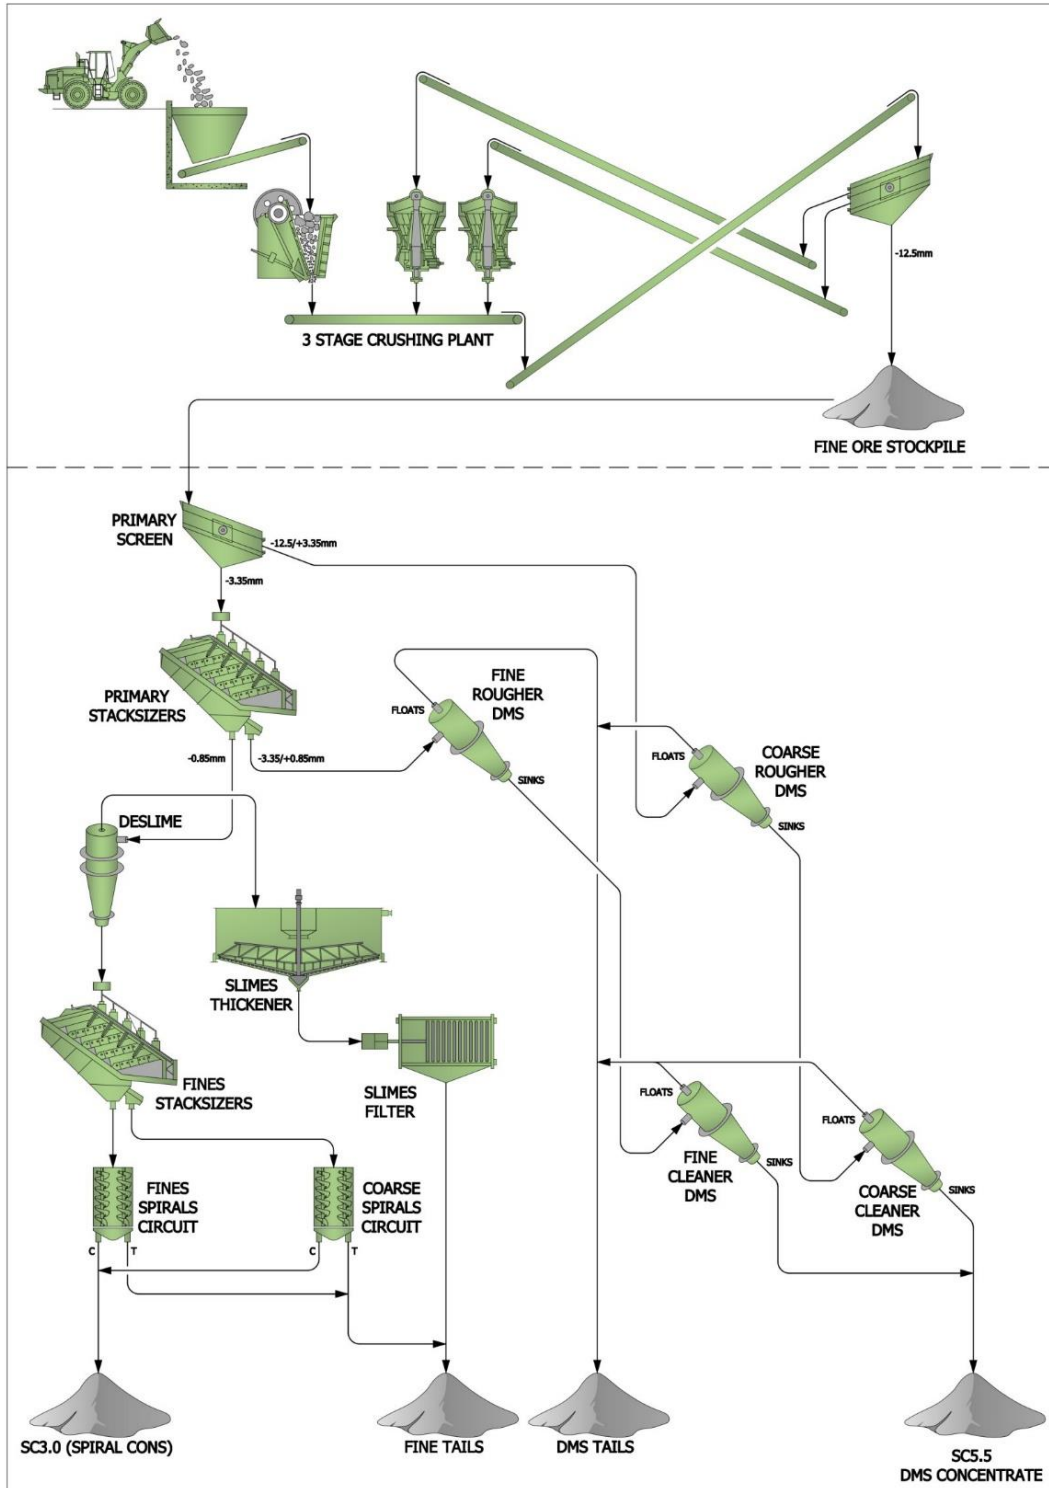 3 STAGE CRUSHING PLANT
-12.5mm
FINE ORE STOCKPILE
PRIMARY
SCREEN
-12.5/+3.35mm
-3.35mm
PRIMARY
STACKSIZERS
-0.85mm
-3.35/+0.85mm
FLOATS
FINE
ROUGHER
DMS
SINKS
FLOATS
COARSE
ROUGHER
DMS
SINKS
DESLIME
SLIMES
THICKENER
SLIMES
FILTER
FINES
STACKSIZERS
FLOATS
FINE
CLEANER
DMS
SINKS
FLOATS
COARSE
CLEANER
DMS
SINKS
FINES
SPIRALS
CIRCUIT
C
T
COARSE
SPIRALS
CIRCUIT
C
T
SC3.0 (SPIRAL CONS)
FINE TAILS
DMS TAILS
SC5.5
DMS CONCENTRATE